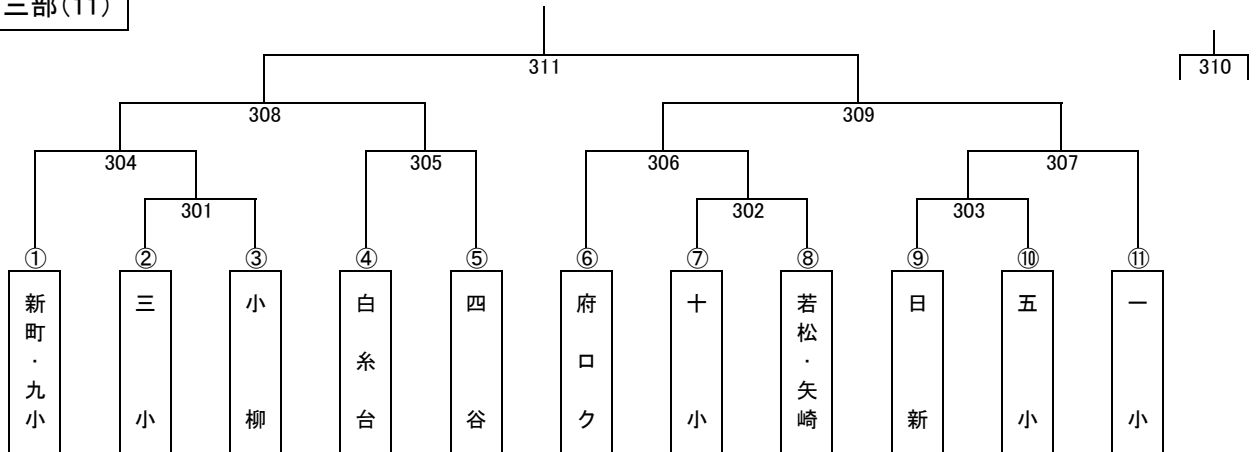 三部(11)
311
310
308
309
304
305
306
307
301
302
303
①
②
③
④
⑤
⑥
⑦
⑧
⑨
⑩
⑪
新町・九小
三小
小柳
白糸台
四谷
府ロク
十小
若松・矢崎
日新
五小
一小